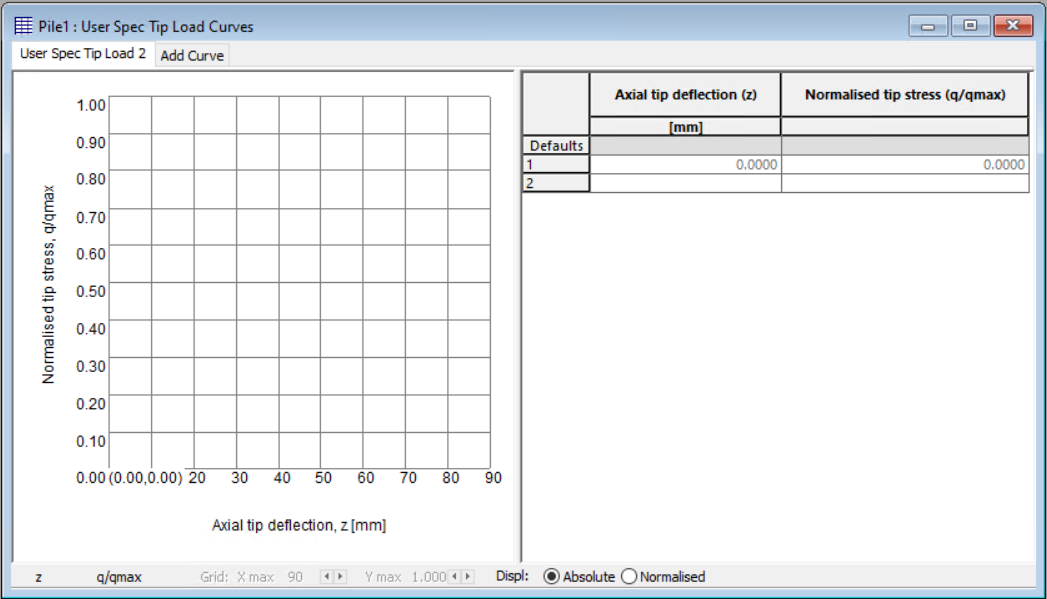 Pile1 : User Spec Tip Load Curves
User Spec Tip Load 2 Add Curve
1.00
0.90
0.80
0.70
0.60
0.50
0.40
0.30
0.20
0.10
0.00 (0.00,0.00) 20 30 40 50 60 70 80 90
Normalised tip stress, q/qmax
Axial tip deflection, z [mm]
Axial tip deflection (z) Normalised tip stress (q/qmax)
[mm]
Defaults
1 0.0000 0.0000
2
z q/qmax Grid: X max 90 Y max 1.000 Displ: Absolute Normalised